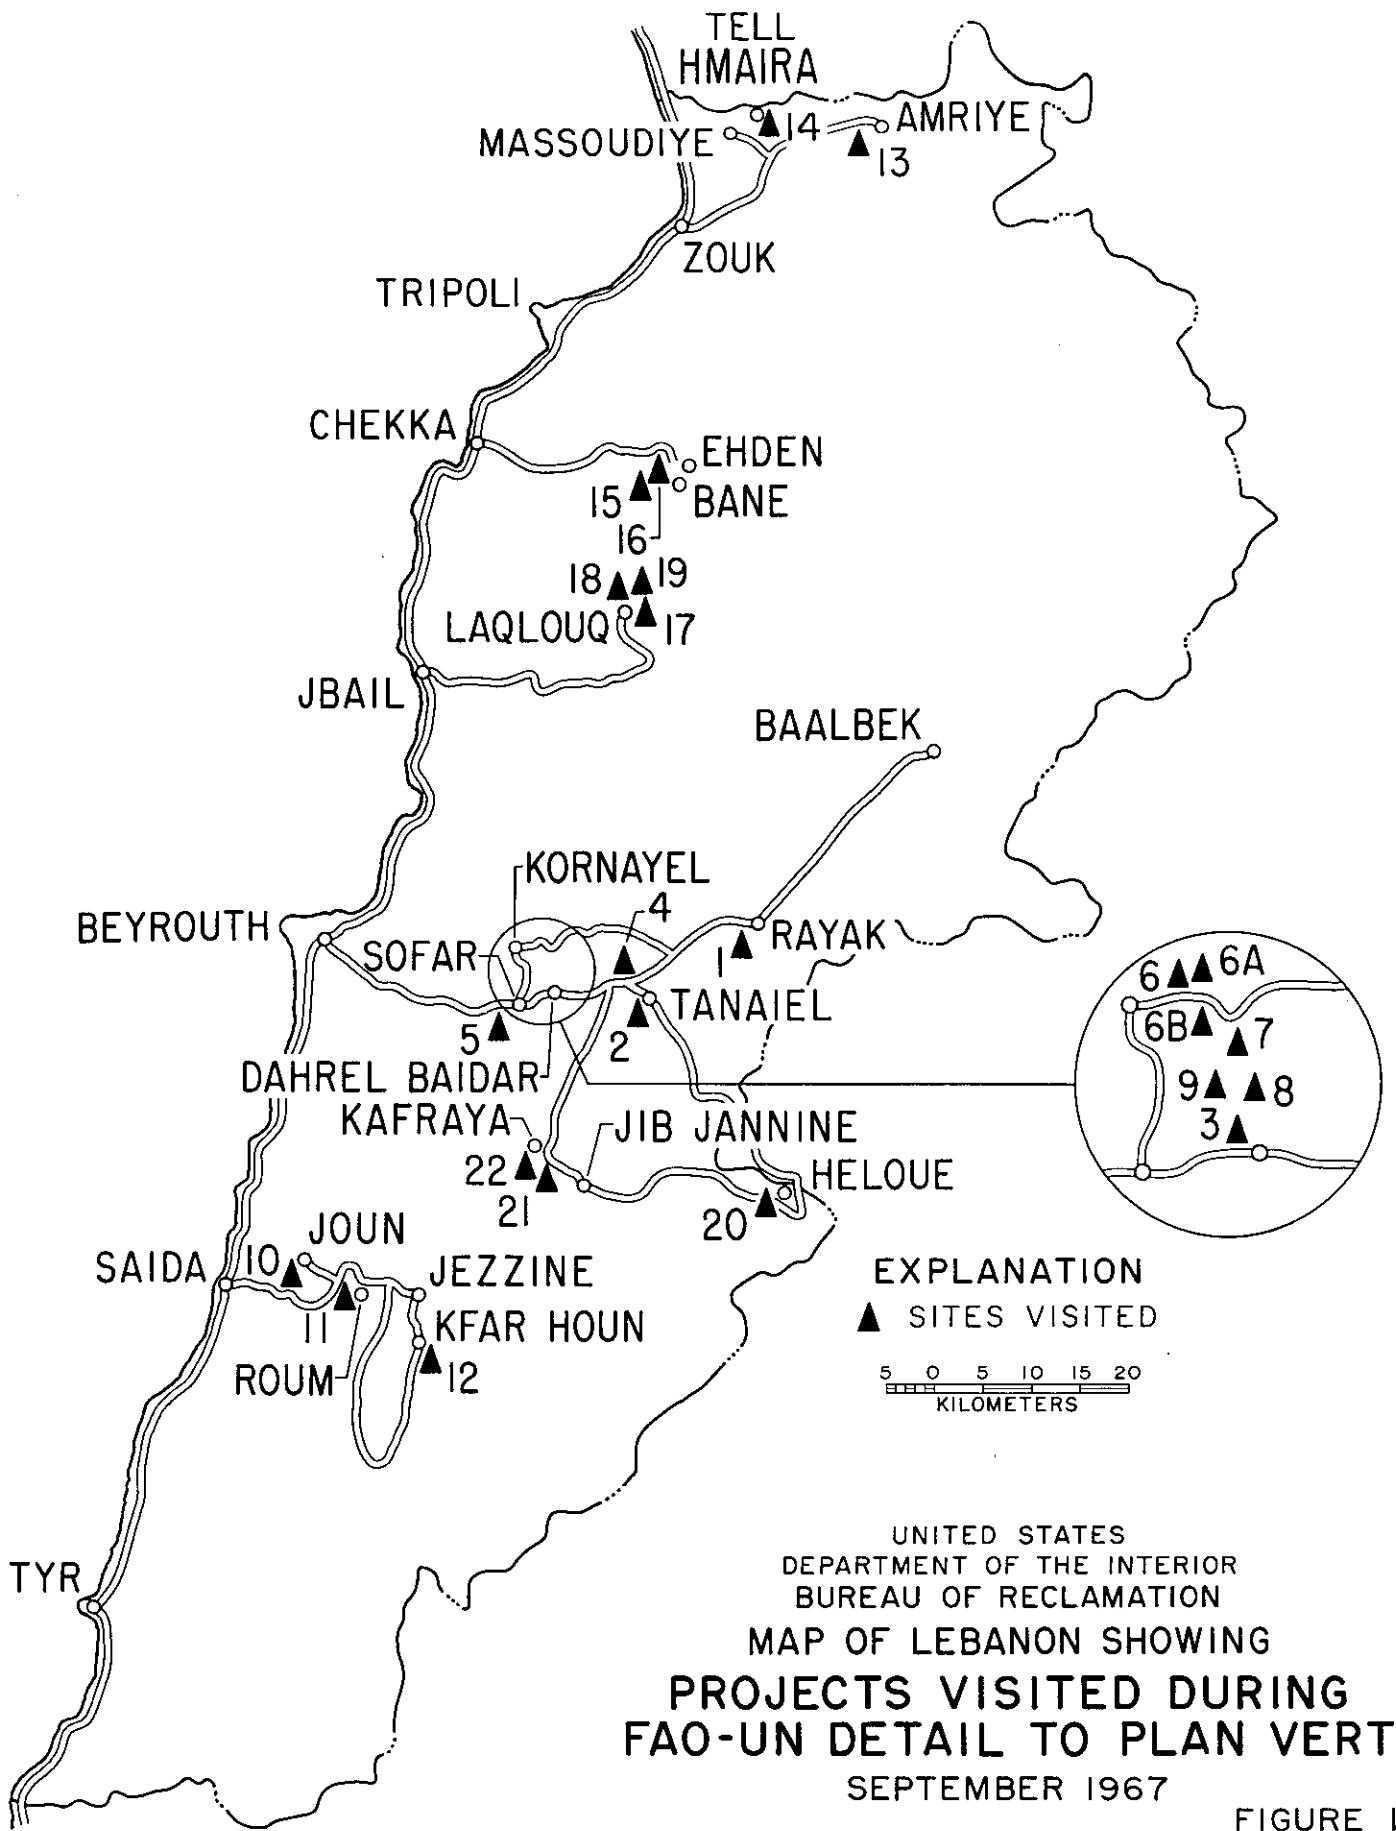 TELL
HMAIRA
14
AMRIYE
MASSOUDIYE
13
ZOUK
TRIPOLI
CHEKKA
EHDEN
15
BANE
16
18
19
LAQLOUQ
17
JBAIL
BAALBEK
KORNAYEL
4
BEYROUTH
SOFAR
1
RAYAK
6
6A
TANAIEL
5
2
6B
7
DAHREL BAIDAR
9
8
KAFRAYA
JIB JANNINE
3
22
HELOUE
21
20
JOUN
SAIDA
10
JEZZINE
EXPLANATION
11
KFAR HOUN
SITES VISITED
ROUM
12
5 0 5 10 15 20
KILOMETERS
UNITED STATES
DEPARTMENT OF THE INTERIOR
BUREAU OF RECLAMATION
TYR
MAP OF LEBANON SHOWING
PROJECTS VISITED DURING
FAO-UN DETAIL TO PLAN VERT
SEPTEMBER 1967
FIGURE 1